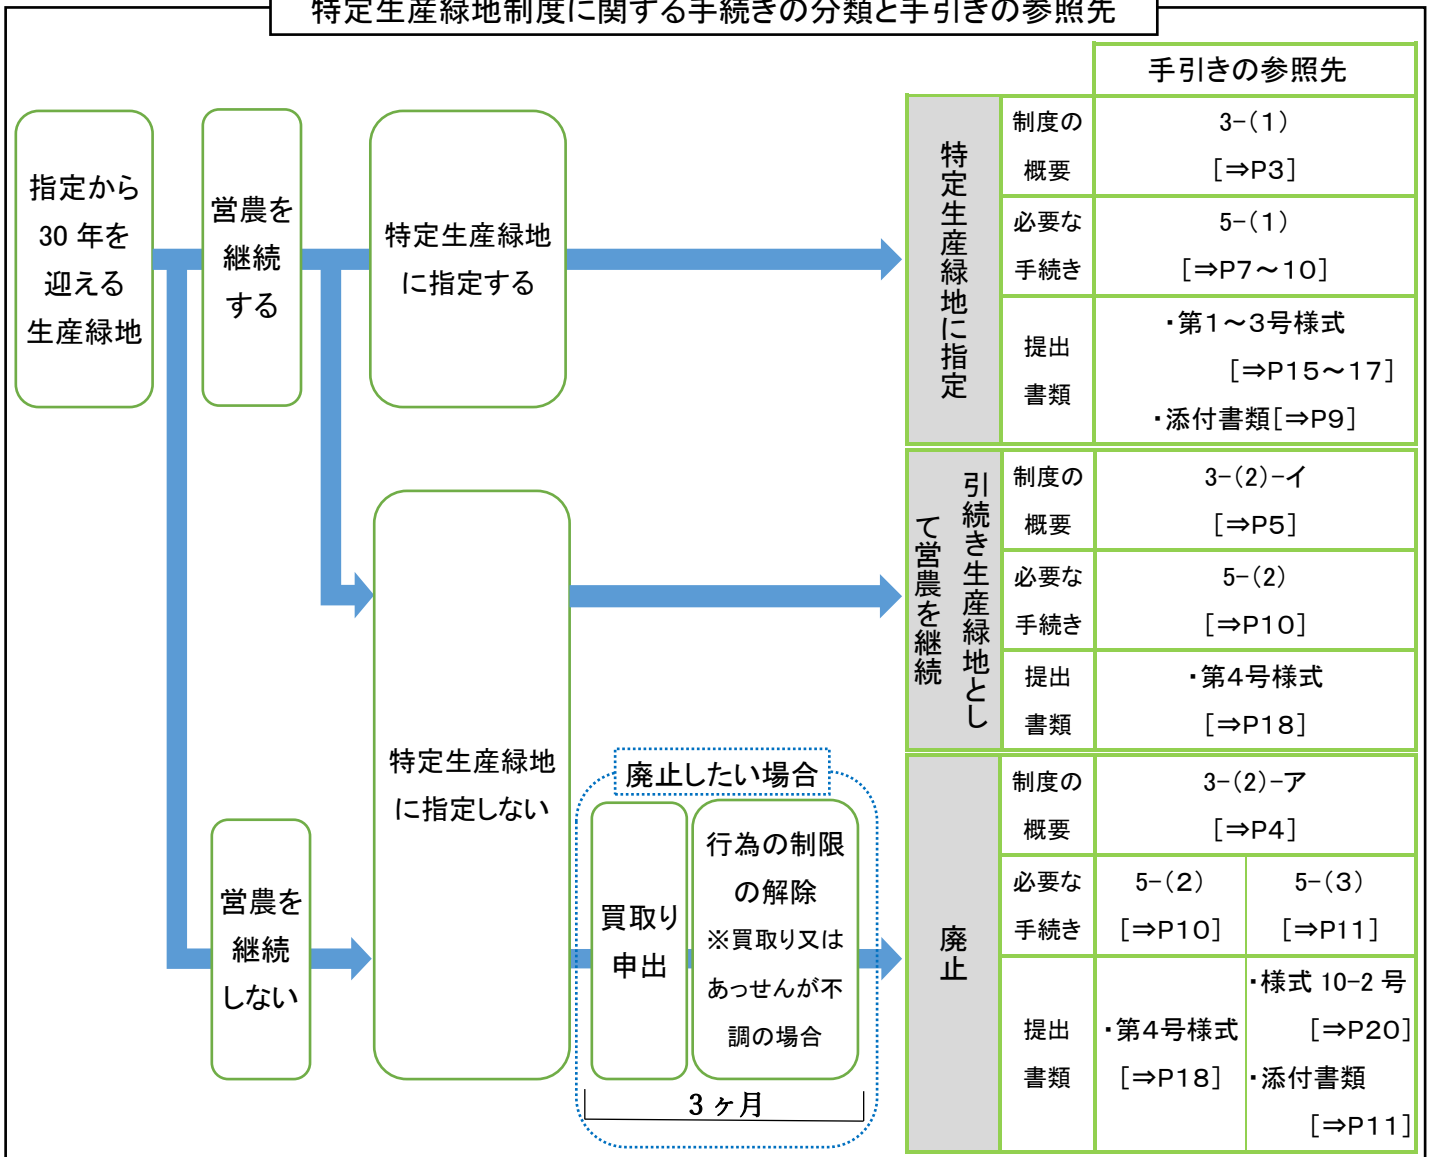 特定生産緑地制度に関する手続きの分類と手引きの参照先
指定から
30 年を
迎える
生産緑地
営農を
継続
する
特定生産緑地
に指定する
営農を
継続
しない
特定生産緑地
に指定しない
廃止したい場合
買取り
申出
行為の制限
の解除
※買取り又は
あっせんが不
調の場合
3 ヶ月
手引きの参照先
特定生産緑地に指定
制度の
概要
3-(1)
[⇒P3]
必要な
手続き
5-(1)
[⇒P7～10]
提出
書類
・第1～3号様式
[⇒P15～17]
・添付書類[⇒P9]
引続き生産緑地とし
て営農を継続
制度の
概要
3-(2)-イ
[⇒P5]
必要な
手続き
5-(2)
[⇒P10]
提出
書類
・第4号様式
[⇒P18]
廃止
制度の
概要
3-(2)-ア
[⇒P4]
必要な
手続き
5-(2)
[⇒P10]
5-(3)
[⇒P11]
提出
書類
・第4号様式
[⇒P18]
・様式 10-2 号
[⇒P20]
・添付書類
[⇒P11]